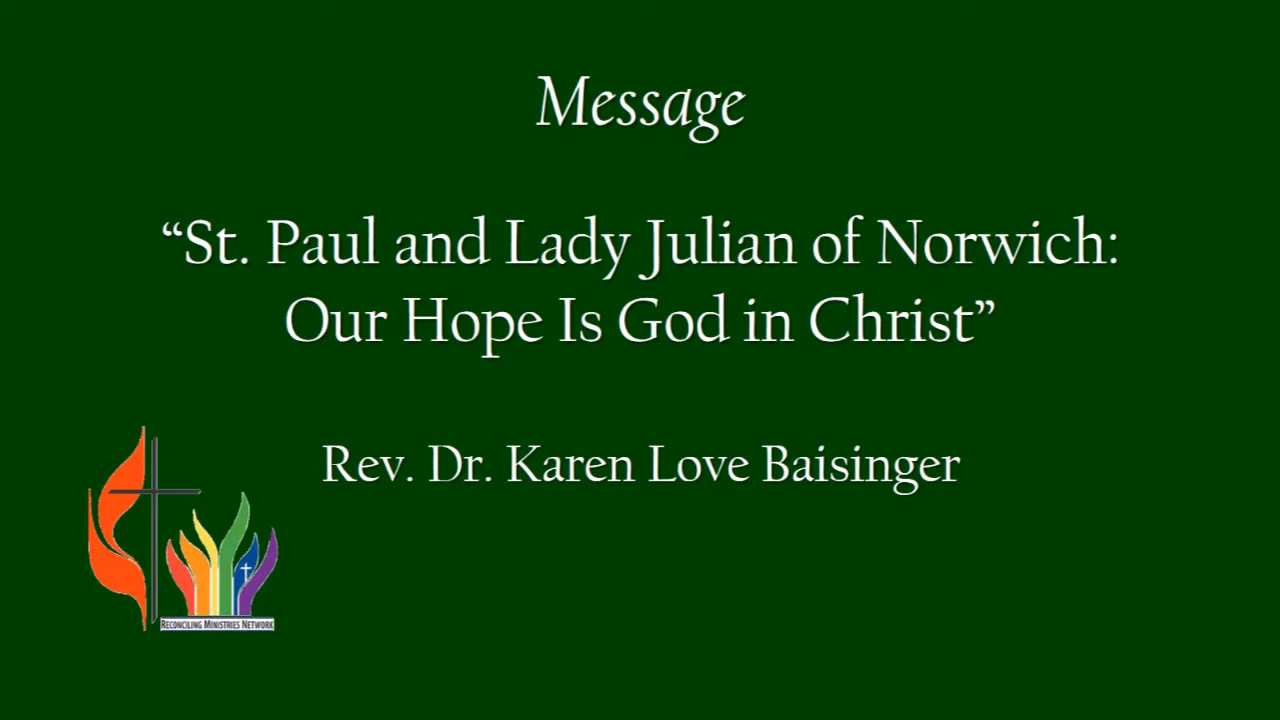 Message
“St. Paul and Lady Julian of Norwich:
Our Hope Is God in Christ”
Rev. Dr. Karen Love Baisinger
RECONCILING MINISTRIES NETWORK